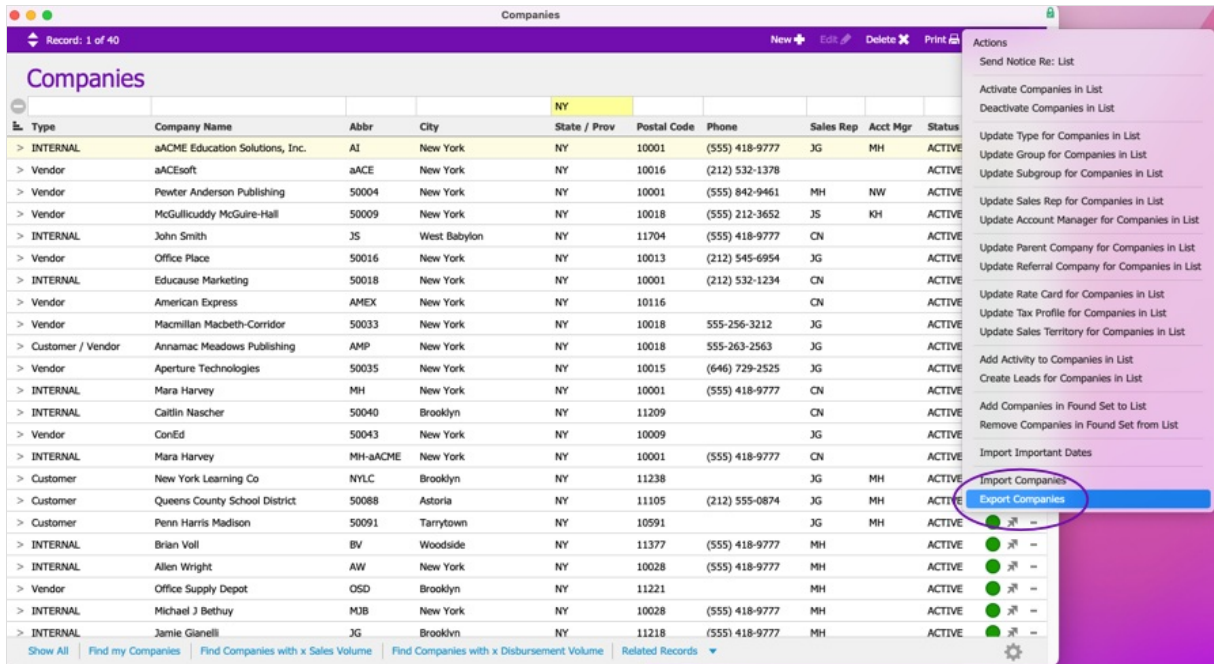 Companies
Record: 1 of 40 New Edit Delete Print
Companies
NY
Type Company Name Abbr City State / Prov Postal Code Phone Sales Rep Acct Mgr Status
> INTERNAL aACME Education Solutions, Inc. AI New York NY 10001 (555) 418-9777 JG MH ACTIVE
> Vendor aACEsoft aACE New York NY 10016 (212) 532-1378 ACTIVE
> Vendor Pewter Anderson Publishing 50004 New York NY 10001 (555) 842-9461 MH NW ACTIVE
> Vendor McGullicuddy McGuire-Hall 50009 New York NY 10018 (555) 212-3652 JS KH ACTIVE
> INTERNAL John Smith JS West Babylon NY 11704 (555) 418-9777 CN ACTIVE
> Vendor Office Place 50016 New York NY 10013 (212) 545-6954 JG ACTIVE
> INTERNAL Educause Marketing 50018 New York NY 10001 (212) 532-1234 CN ACTIVE
> Vendor American Express AMEX New York NY 10116 CN ACTIVE
> Vendor Macmillan Macbeth-Corridor 50033 New York NY 10018 555-256-3212 JG ACTIVE
> Customer / Vendor Annamac Meadows Publishing AMP New York NY 10018 555-263-2563 JG ACTIVE
> Vendor Aperture Technologies 50035 New York NY 10015 (646) 729-2525 JG ACTIVE
> INTERNAL Mara Harvey MH New York NY 10001 (555) 418-9777 CN ACTIVE
> INTERNAL Caitlin Nascher 50040 Brooklyn NY 11209 CN ACTIVE
> Vendor ConEd 50043 New York NY 10009 JG ACTIVE
> INTERNAL Mara Harvey MH-aACME New York NY 10001 (555) 418-9777 CN ACTIVE
> Customer New York Learning Co NYLC Brooklyn NY 11238 JG MH ACTIVE
> Customer Queens County School District 50088 Astoria NY 11105 (212) 555-0874 JG MH ACTIVE
> Customer Penn Harris Madison 50091 Tarrytown NY 10591 JG MH ACTIVE
> INTERNAL Brian Voll BV Woodside NY 11377 (555) 418-9777 MH ACTIVE
> INTERNAL Allen Wright AW New York NY 10028 (555) 418-9777 MH ACTIVE
> Vendor Office Supply Depot OSD Brooklyn NY 11221 MH ACTIVE
> INTERNAL Michael J Bethuy MJB New York NY 10028 (555) 418-9777 MH ACTIVE
> INTERNAL Jamie Gianelli JG Brooklyn NY 11218 (555) 418-9777 MH ACTIVE
Show All Find my Companies Find Companies with x Sales Volume Find Companies with x Disbursement Volume Related Records
Actions
Send Notice Re: List
Activate Companies in List
Deactivate Companies in List
Update Type for Companies in List
Update Group for Companies in List
Update Subgroup for Companies in List
Update Sales Rep for Companies in List
Update Account Manager for Companies in List
Update Parent Company for Companies in List
Update Referral Company for Companies in List
Update Rate Card for Companies in List
Update Tax Profile for Companies in List
Update Sales Territory for Companies in List
Add Activity to Companies in List
Create Leads for Companies in List
Add Companies in Found Set to List
Remove Companies in Found Set from List
Import Important Dates
Import Companies
Export Companies